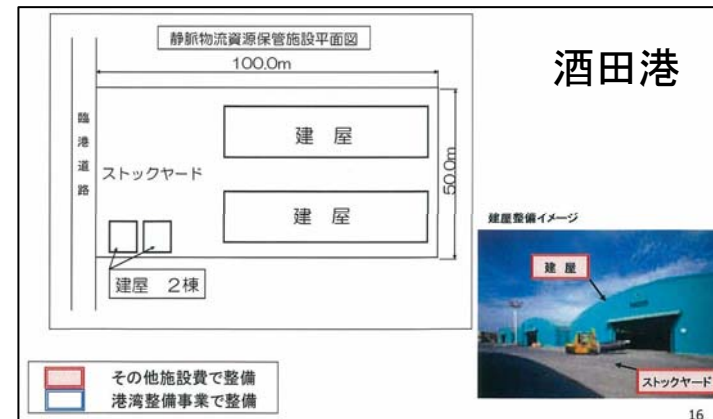 静脈物流資源保管施設平面図
酒田港
100.0m
臨港道路
建 屋
ストックヤード
50.0m
建 屋
建屋 2棟
建屋整備イメージ
建 屋
ストックヤード
その他施設費で整備
港湾整備事業で整備
16